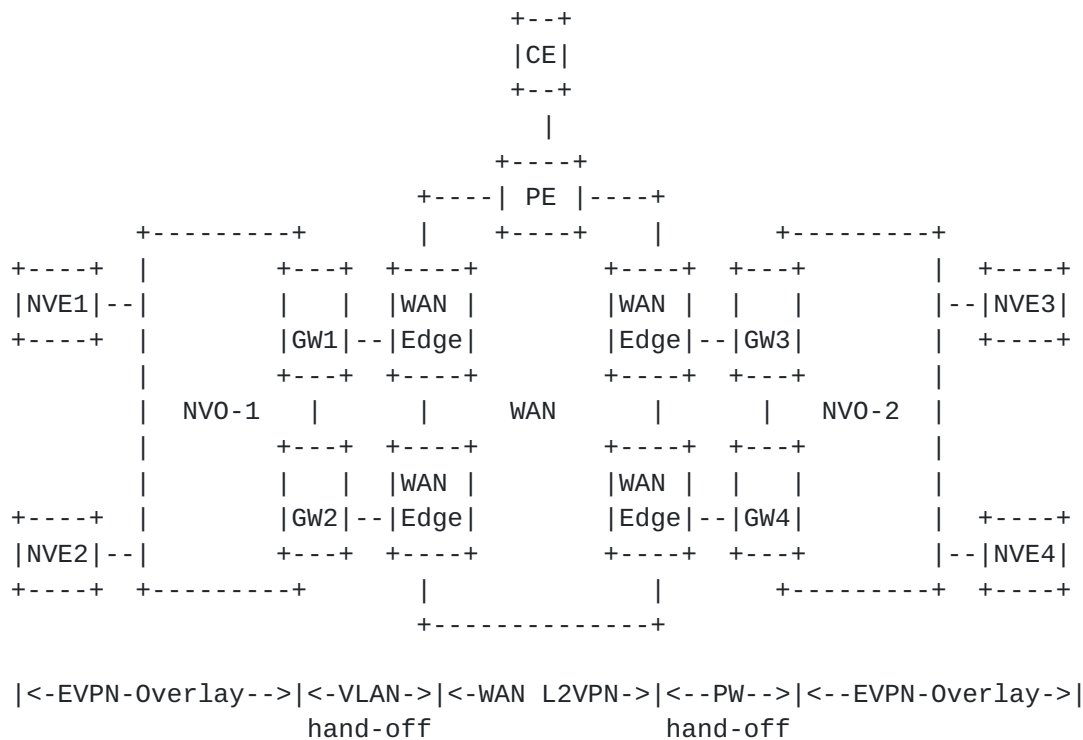 CE
PE
NVE1 WAN WAN NVE3
GW1 Edge Edge GW3
NVO-1 WAN NVO-2
WAN WAN
GW2 Edge Edge GW4
NVE2 NVE4
|<-EVPN-Overlay-->|<-VLAN->|<-WAN L2VPN->|<--PW-->|<--EVPN-Overlay->|
hand-off hand-off